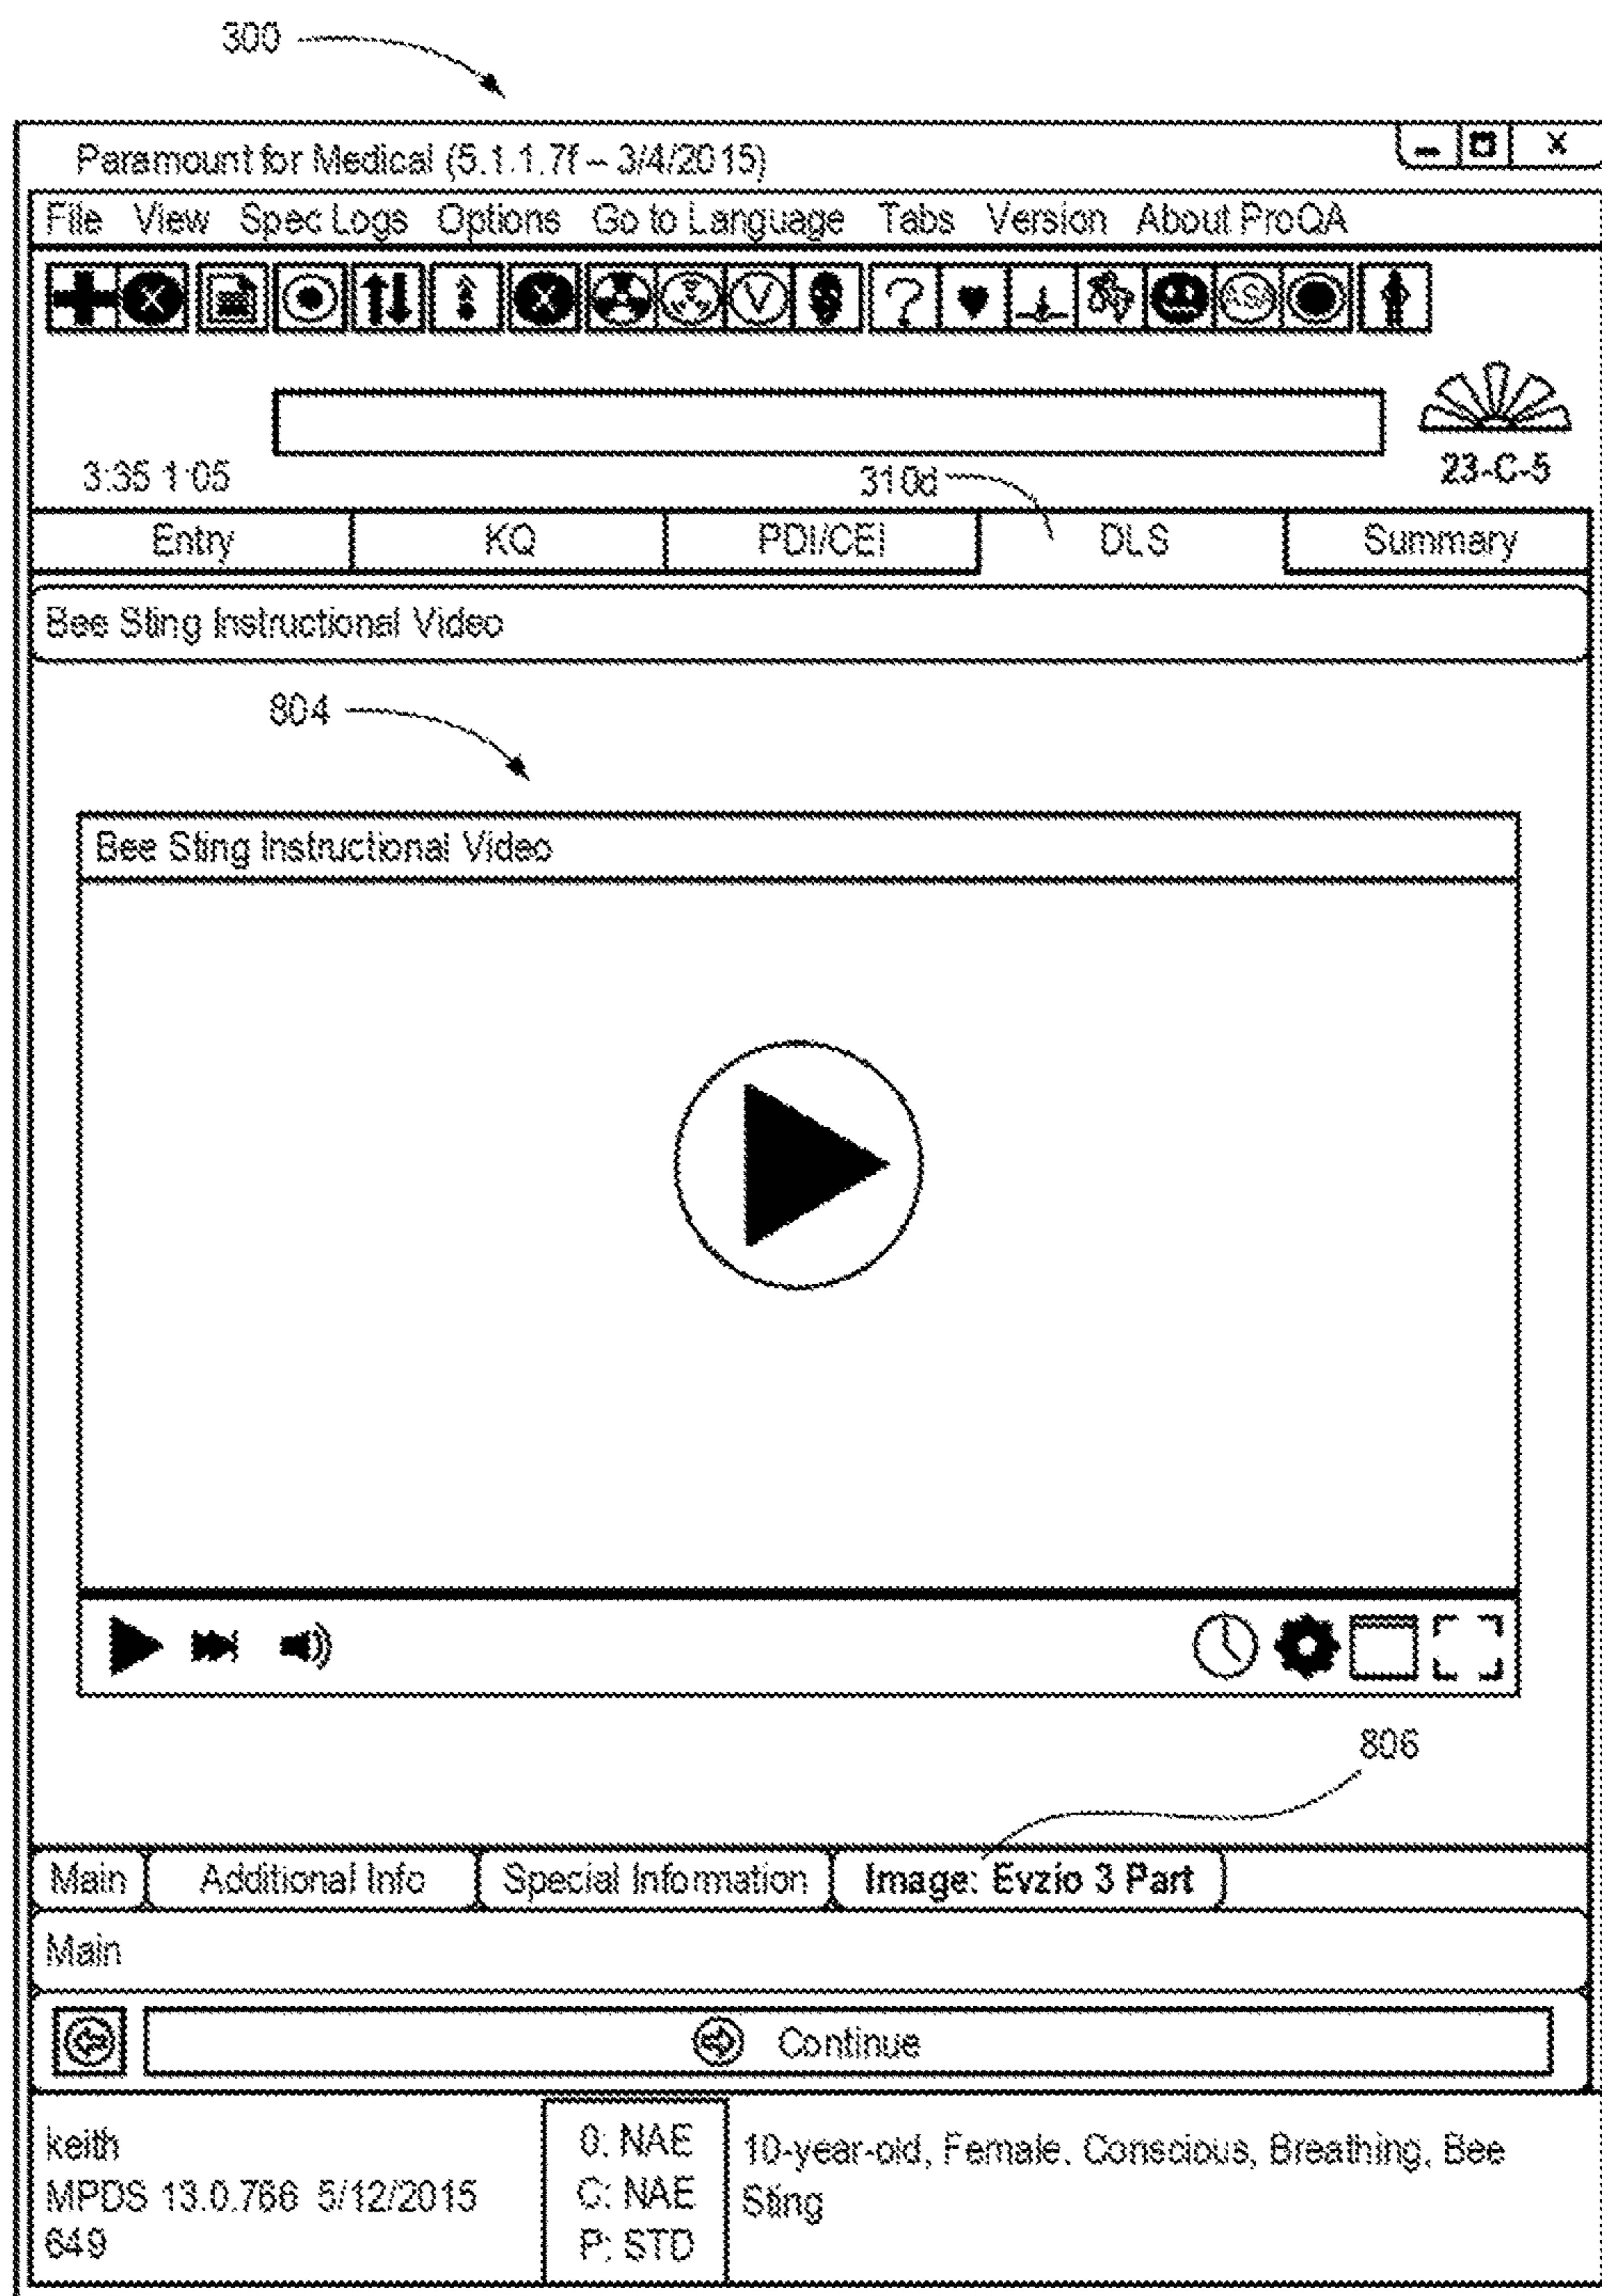 300
Paramount for Medical (5.1.1.7f – 3/4/2015)
File View Spec Logs Options Go to Language Tabs Version About ProQA
X X V $ ? ASA
3:35 1:05
310d
23-C-5
Entry KQ PDI/CEI DLS Summary
Bee Sting Instructional Video
804
Bee Sting Instructional Video
806
Main Additional Info Special Information Image: Evzio 3 Part
Main
Continue
keith
MPDS 13.0.766 5/12/2015
649
0: NAE
C: NAE
P: STD
10-year-old, Female. Conscious, Breathing, Bee
Sting